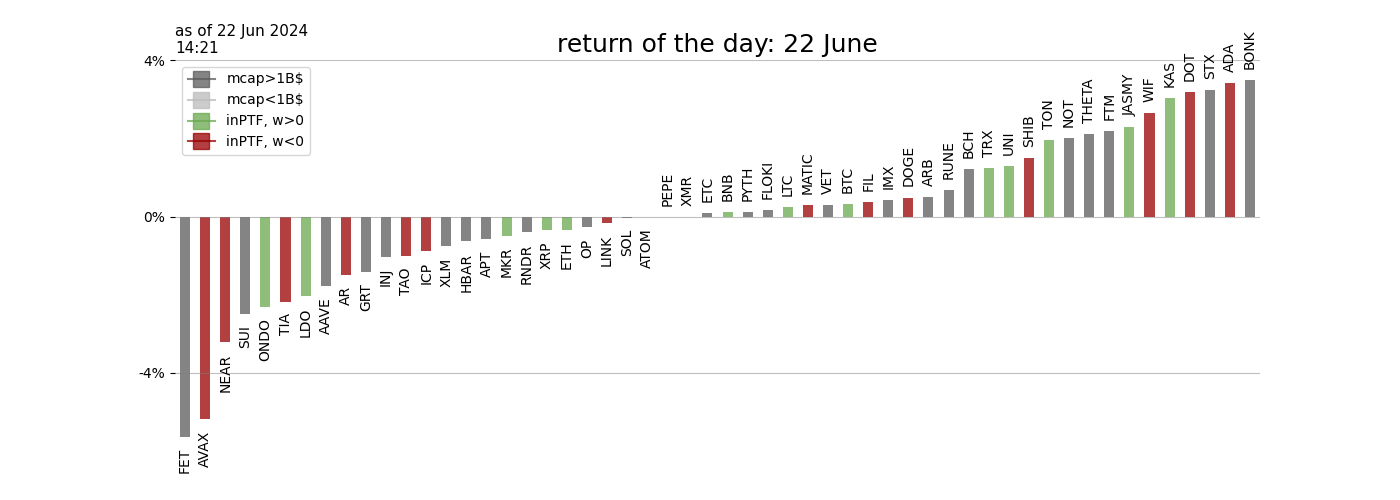 as of 22 Jun 2024
14:21
return of the day: 22 June
4%
0%
-4%
mcap>1B$
mcap<1B$
inPTF, w>0
inPTF, w<0
FET
AVAX
NEAR
SUI
ONDO
TIA
LDO
AAVE
AR
GRT
INJ
TAO
ICP
XLM
HBAR
APT
MKR
RNDR
XRP
ETH
OP
LINK
SOL
ATOM
PEPE
XMR
ETC
BNB
PYTH
FLOKI
LTC
MATIC
VET
BTC
FIL
IMX
DOGE
ARB
RUNE
BCH
TRX
UNI
SHIB
TON
NOT
THETA
FTM
JASMY
WIF
KAS
DOT
STX
ADA
BONK